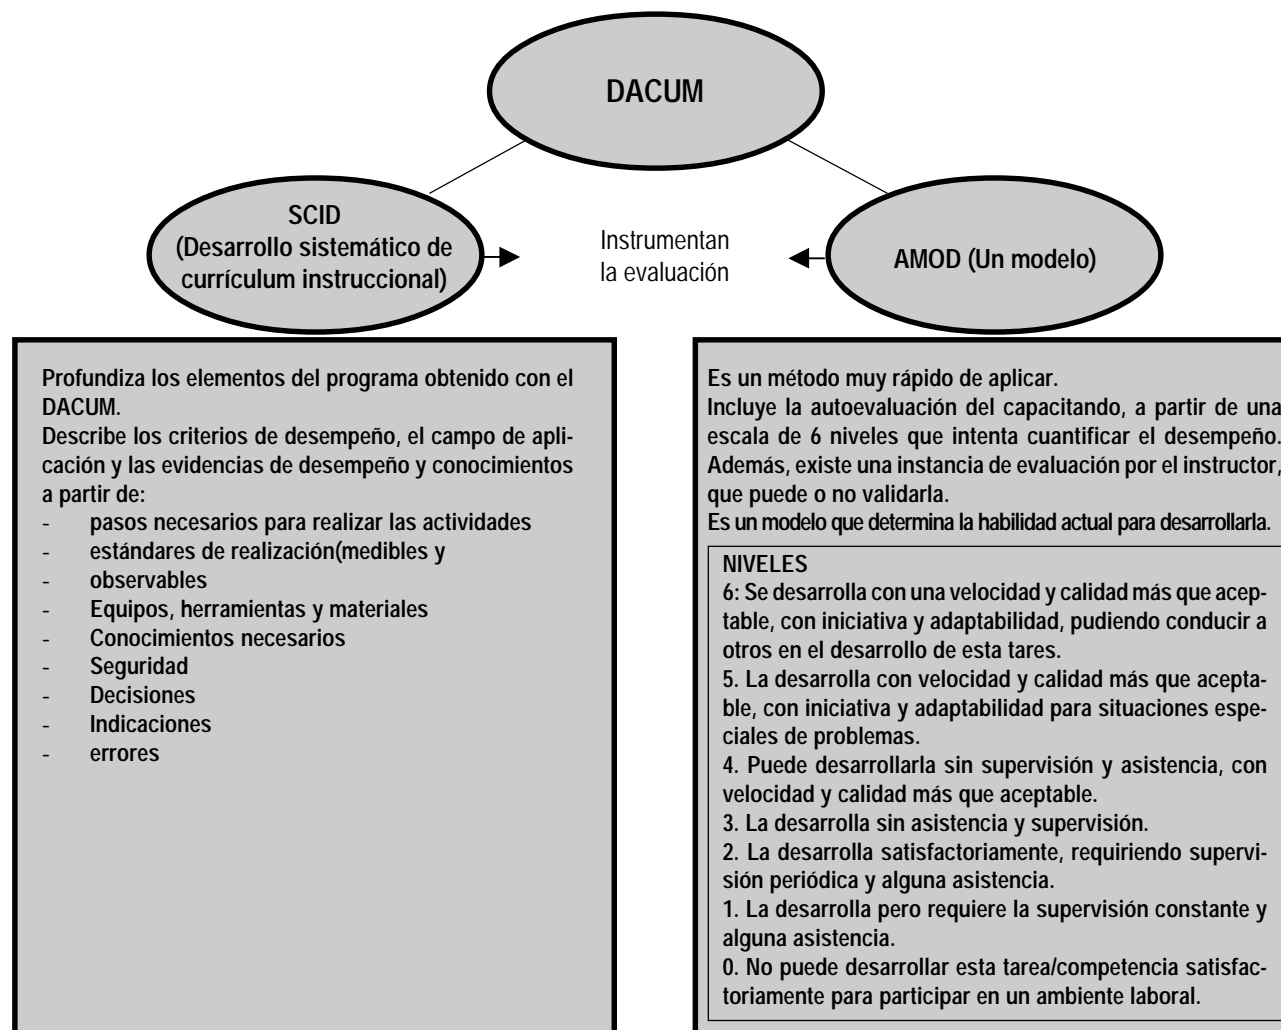 DACUM
SCID
(Desarrollo sistemático de
currículum instruccional)
Instrumentan
la evaluación
AMOD (Un modelo)
Profundiza los elementos del programa obtenido con el
DACUM.
Describe los criterios de desempeño, el campo de apli-
cación y las evidencias de desempeño y conocimientos
a partir de:
- pasos necesarios para realizar las actividades
- estándares de realización(medibles y
- observables
- Equipos, herramientas y materiales
- Conocimientos necesarios
- Seguridad
- Decisiones
- Indicaciones
- errores
Es un método muy rápido de aplicar.
Incluye la autoevaluación del capacitando, a partir de una
escala de 6 niveles que intenta cuantificar el desempeño.
Además, existe una instancia de evaluación por el instructor,
que puede o no validarla.
Es un modelo que determina la habilidad actual para desarrollarla.
NIVELES
6: Se desarrolla con una velocidad y calidad más que acep-
table, con iniciativa y adaptabilidad, pudiendo conducir a
otros en el desarrollo de esta tares.
5. La desarrolla con velocidad y calidad más que acepta-
ble, con iniciativa y adaptabilidad para situaciones espe-
ciales de problemas.
4. Puede desarrollarla sin supervisión y asistencia, con
velocidad y calidad más que aceptable.
3. La desarrolla sin asistencia y supervisión.
2. La desarrolla satisfactoriamente, requiriendo supervi-
sión periódica y alguna asistencia.
1. La desarrolla pero requiere la supervisión constante y
alguna asistencia.
0. No puede desarrollar esta tarea/competencia satisfac-
toriamente para participar en un ambiente laboral.